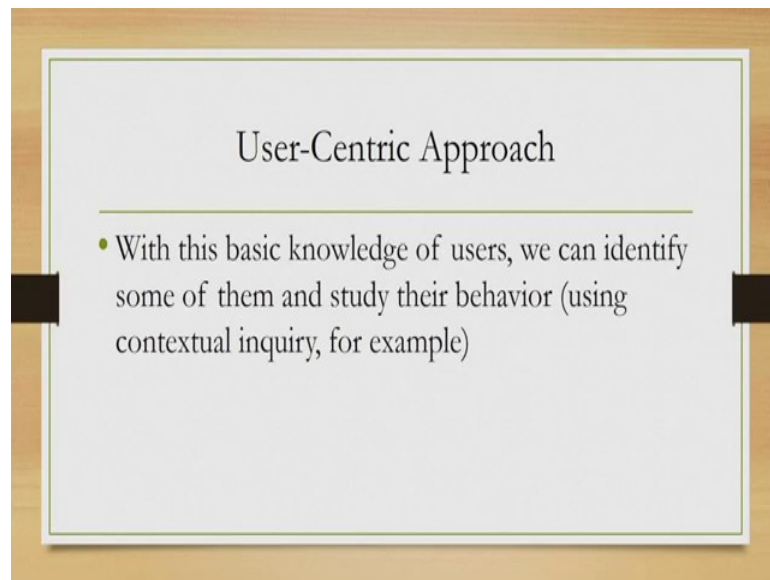 User-Centric Approach
• With this basic knowledge of users, we can identify
some of them and study their behavior (using
contextual inquiry, for example)